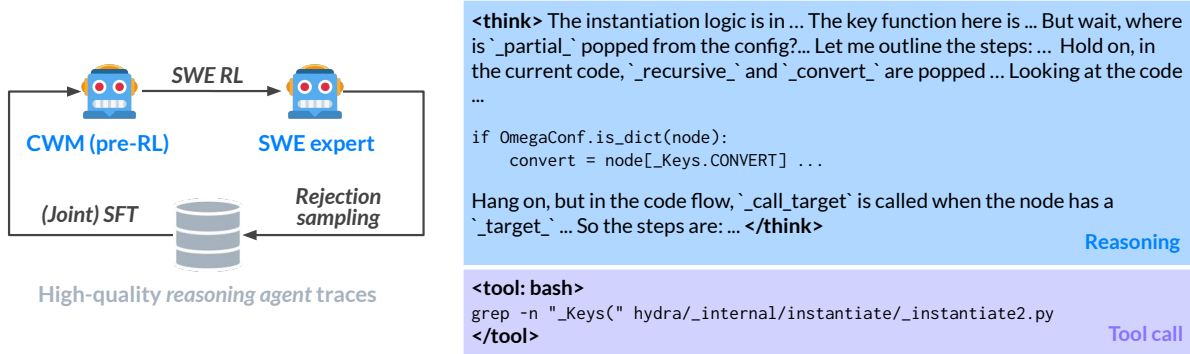 SWE RL
CWM (pre-RL)
SWE expert
(Joint) SFT
Rejection
sampling
High-quality reasoning agent traces
<think> The instantiation logic is in … The key function here is ... But wait, where
is `_partial_` popped from the config?... Let me outline the steps: … Hold on, in
the current code, `_recursive_` and `_convert_` are popped … Looking at the code
...
if OmegaConf.is_dict(node):
    convert = node[_Keys.CONVERT] ...
Hang on, but in the code flow, `_call_target` is called when the node has a
`_target_` ... So the steps are: ... </think>
Reasoning
<tool: bash>
grep -n "_Keys(" hydra/_internal/instantiate/_instantiate2.py
</tool>
Tool call